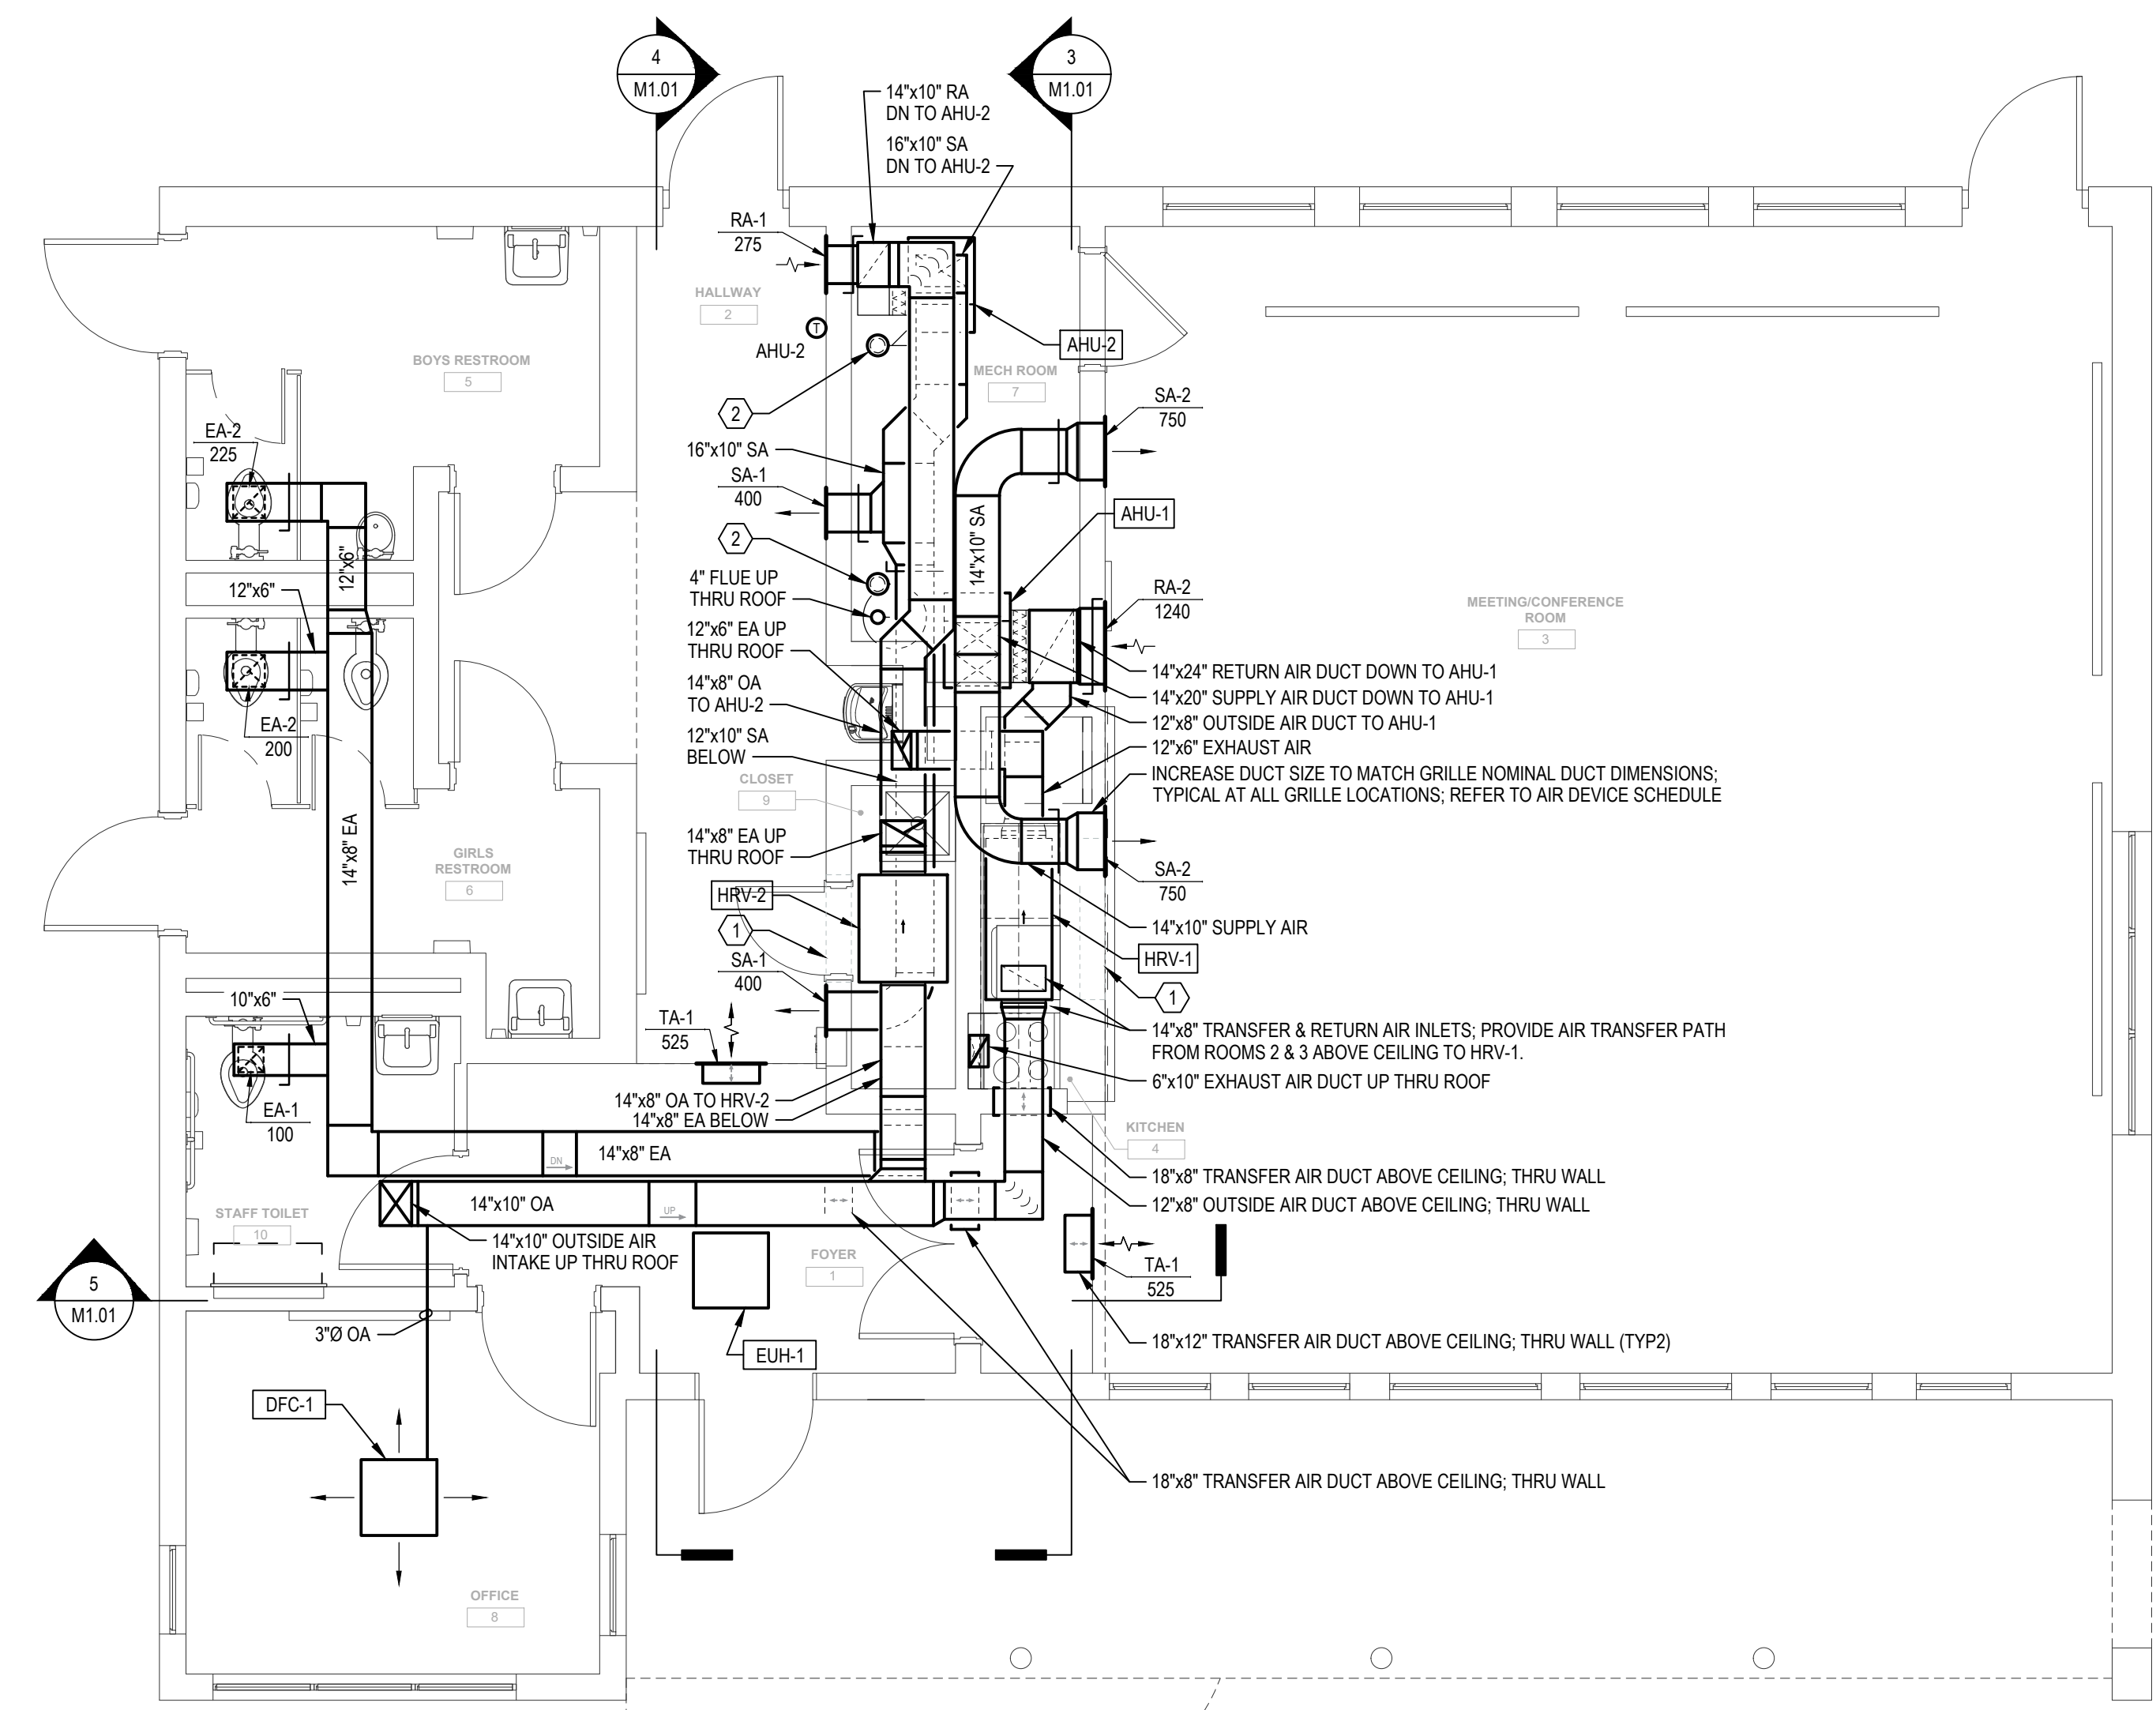 4
M1.01
3
M1.01
14"x10" RA
DN TO AHU-2
16"x10" SA
DN TO AHU-2
RA-1
275
HALLWAY
2
T
AHU-2
AHU-2
BOYS RESTROOM
5
MECH ROOM
7
2
SA-2
750
EA-2
225
16"x10" SA
SA-1
400
AHU-1
14"x10" SA
2
12"x6"
12"x6"
4" FLUE UP
THRU ROOF
RA-2
1240
MEETING/CONFERENCE
ROOM
3
12"x6" EA UP
THRU ROOF
14"x24" RETURN AIR DUCT DOWN TO AHU-1
14"x8" OA
TO AHU-2
14"x20" SUPPLY AIR DUCT DOWN TO AHU-1
EA-2
200
12"x8" OUTSIDE AIR DUCT TO AHU-1
12"x10" SA
BELOW
12"x6" EXHAUST AIR
CLOSET
9
INCREASE DUCT SIZE TO MATCH GRILLE NOMINAL DUCT DIMENSIONS;
TYPICAL AT ALL GRILLE LOCATIONS; REFER TO AIR DEVICE SCHEDULE
14"x8" EA UP
THRU ROOF
14"x8" EA
GIRLS
RESTROOM
6
SA-2
750
HRV-2
14"x10" SUPPLY AIR
1
HRV-1
SA-1
400
1
10"x6"
TA-1
525
14"x8" TRANSFER & RETURN AIR INLETS; PROVIDE AIR TRANSFER PATH
FROM ROOMS 2 & 3 ABOVE CEILING TO HRV-1.
6"x10" EXHAUST AIR DUCT UP THRU ROOF
EA-1
100
14"x8" OA TO HRV-2
14"x8" EA BELOW
KITCHEN
4
14"x8" EA
DN
18"x8" TRANSFER AIR DUCT ABOVE CEILING; THRU WALL
12"x8" OUTSIDE AIR DUCT ABOVE CEILING; THRU WALL
14"x10" OA
UP
STAFF TOILET
10
14"x10" OUTSIDE AIR
INTAKE UP THRU ROOF
FOYER
1
TA-1
525
5
M1.01
3"Ø OA
18"x12" TRANSFER AIR DUCT ABOVE CEILING; THRU WALL (TYP2)
EUH-1
DFC-1
18"x8" TRANSFER AIR DUCT ABOVE CEILING; THRU WALL
OFFICE
8